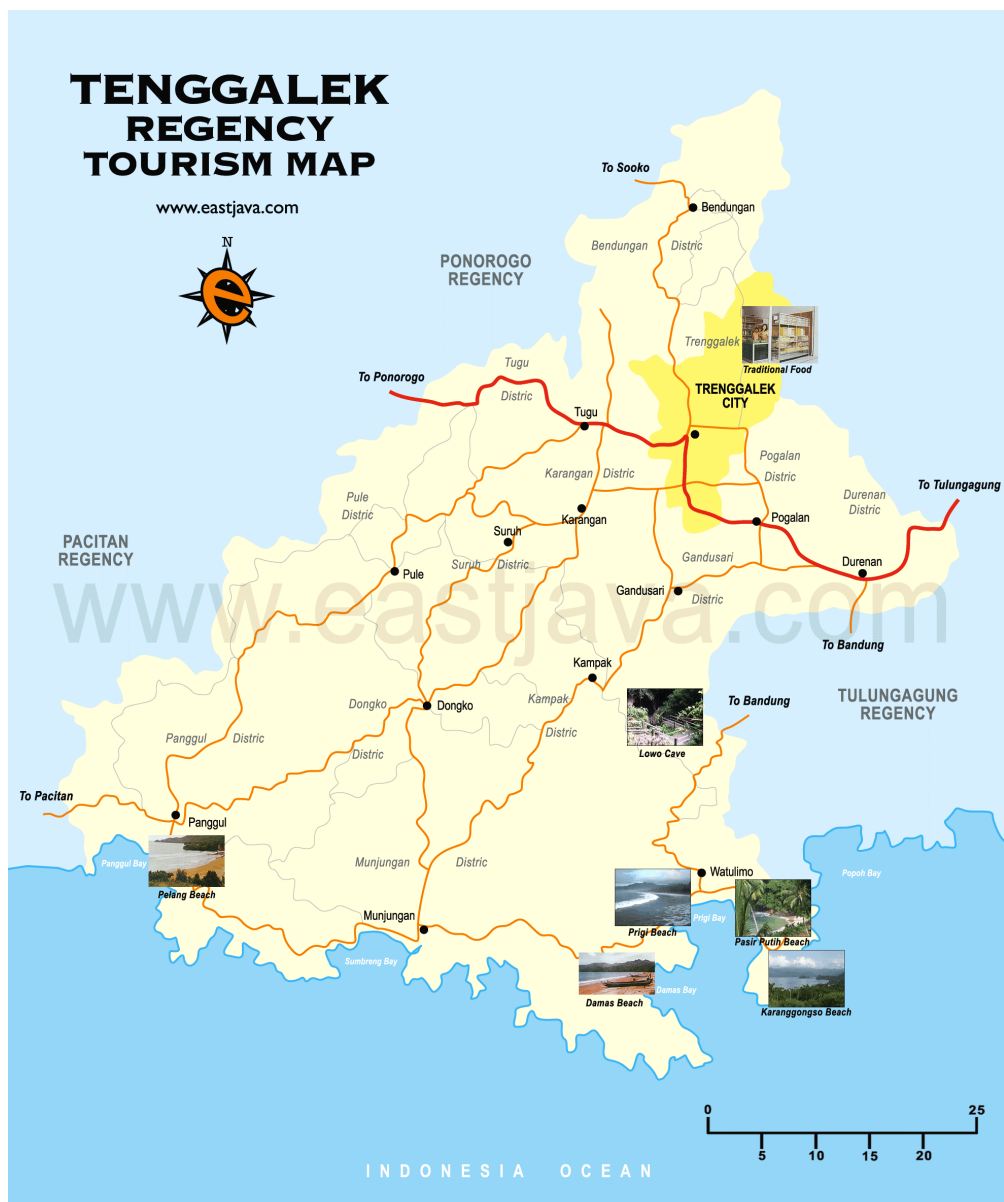 TENGGALEK
REGENCY
TOURISM MAP
www.eastjava.com
N
e
To Sooko
Bendungan
Bendungan Distric
PONOROGO
REGENCY
Trenggalek
Traditional Food
Tugu
Distric
To Ponorogo
TRENGGALEK
CITY
Tugu
Pogalan
Distric
Karangan Distric
To Tulungagung
Pule
Distric
Durenan
Distric
Karangan
Pogalan
Suruh
PACITAN
REGENCY
Suruh Distric
Gandusari
Durenan
Pule
Gandusari
Distric
www.eastjava.com
To Bandung
Kampak
TULUNGAGUNG
REGENCY
Kampak
Distric
To Bandung
Dongko
Dongko
Distric
Panggul Distric
Lowo Cave
To Pacitan
Panggul
Panggul Bay
Munjungan Distric
Watulimo
Popoh Bay
Pelang Beach
Munjungan
Prigi Bay
Prigi Beach
Pasir Putih Beach
Sumbreng Bay
Damas Bay
Damas Beach
Karanggongso Beach
0 25
5 10 15 20
INDONESIA OCEAN